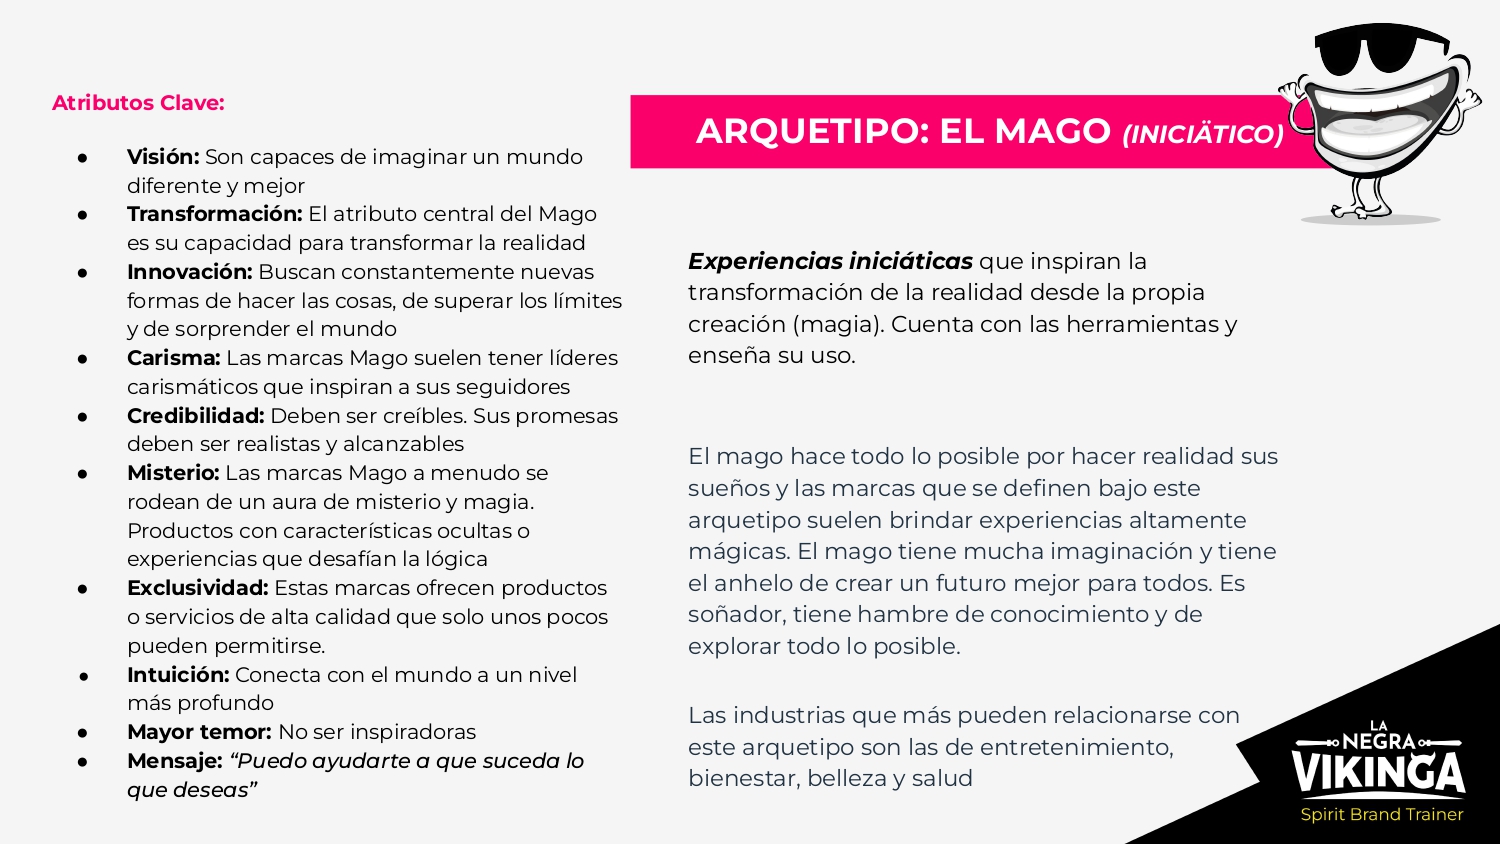 Atributos Clave:
● Visión: Son capaces de imaginar un mundo
diferente y mejor
● Transformación: El atributo central del Mago
es su capacidad para transformar la realidad
● Innovación: Buscan constantemente nuevas
formas de hacer las cosas, de superar los límites
y de sorprender el mundo
● Carisma: Las marcas Mago suelen tener líderes
carismáticos que inspiran a sus seguidores
● Credibilidad: Deben ser creíbles. Sus promesas
deben ser realistas y alcanzables
● Misterio: Las marcas Mago a menudo se
rodean de un aura de misterio y magia.
Productos con características ocultas o
experiencias que desafían la lógica
● Exclusividad: Estas marcas ofrecen productos
o servicios de alta calidad que solo unos pocos
pueden permitirse.
● Intuición: Conecta con el mundo a un nivel
más profundo
● Mayor temor: No ser inspiradoras
● Mensaje: “Puedo ayudarte a que suceda lo
que deseas”
ARQUETIPO: EL MAGO (INICIÄTICO)
Experiencias iniciáticas que inspiran la
transformación de la realidad desde la propia
creación (magia). Cuenta con las herramientas y
enseña su uso.
El mago hace todo lo posible por hacer realidad sus
sueños y las marcas que se definen bajo este
arquetipo suelen brindar experiencias altamente
mágicas. El mago tiene mucha imaginación y tiene
el anhelo de crear un futuro mejor para todos. Es
soñador, tiene hambre de conocimiento y de
explorar todo lo posible.
Las industrias que más pueden relacionarse con
este arquetipo son las de entretenimiento,
bienestar, belleza y salud
LA
NEGRA
VIKINGA
Spirit Brand Trainer